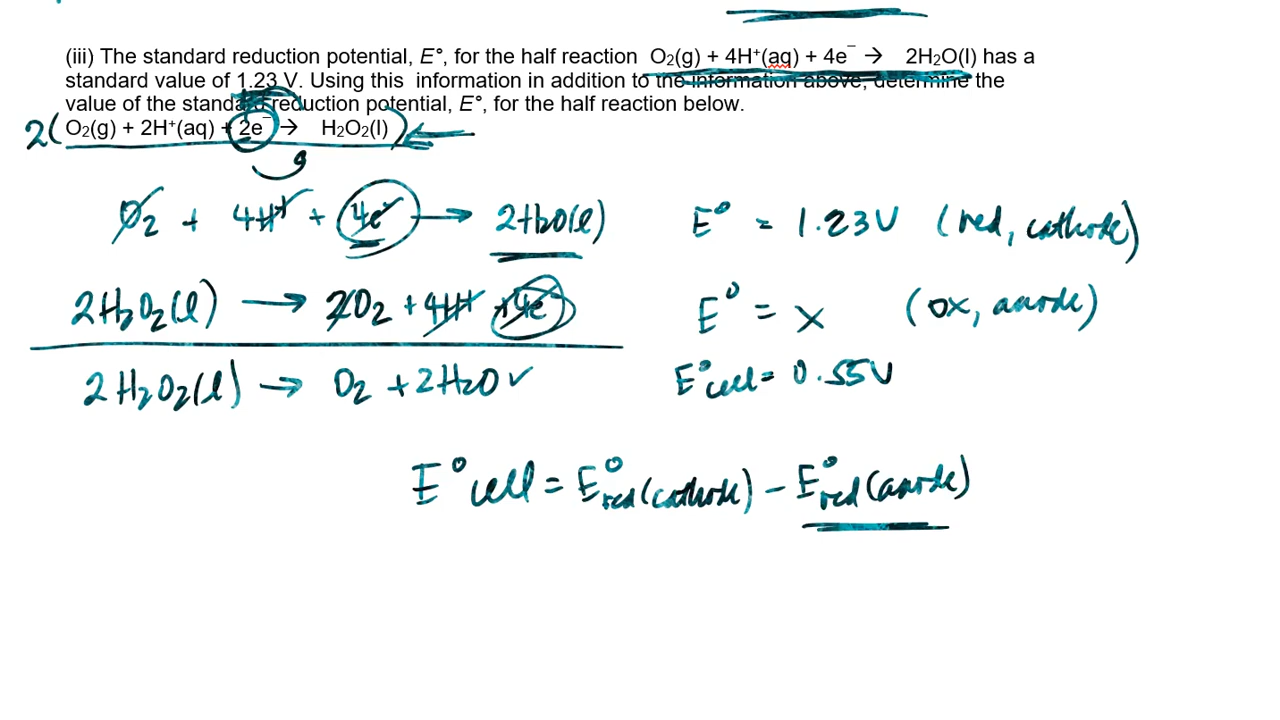 (iii) The standard reduction potential, E°, for the half reaction O₂(g) + 4H⁺(aq) + 4e⁻ → 2H₂O(l) has a
standard value of 1.23 V. Using this information in addition to the information above, determine the
value of the standard reduction potential, E°, for the half reaction below.
2( O₂(g) + 2H⁺(aq) + 2e⁻ → H₂O₂(l) ) ←
O₂ + 4H⁺ + 4e⁻ → 2H₂O(l) E° = 1.23V (red, cathode)
2H₂O₂(l) → 2O₂ + 4H⁺ + 4e⁻ E° = x (ox, anode)
2H₂O₂(l) → O₂ + 2H₂O ✓ E°cell = 0.55V
E°cell = E°red(cathode) − E°red(anode)